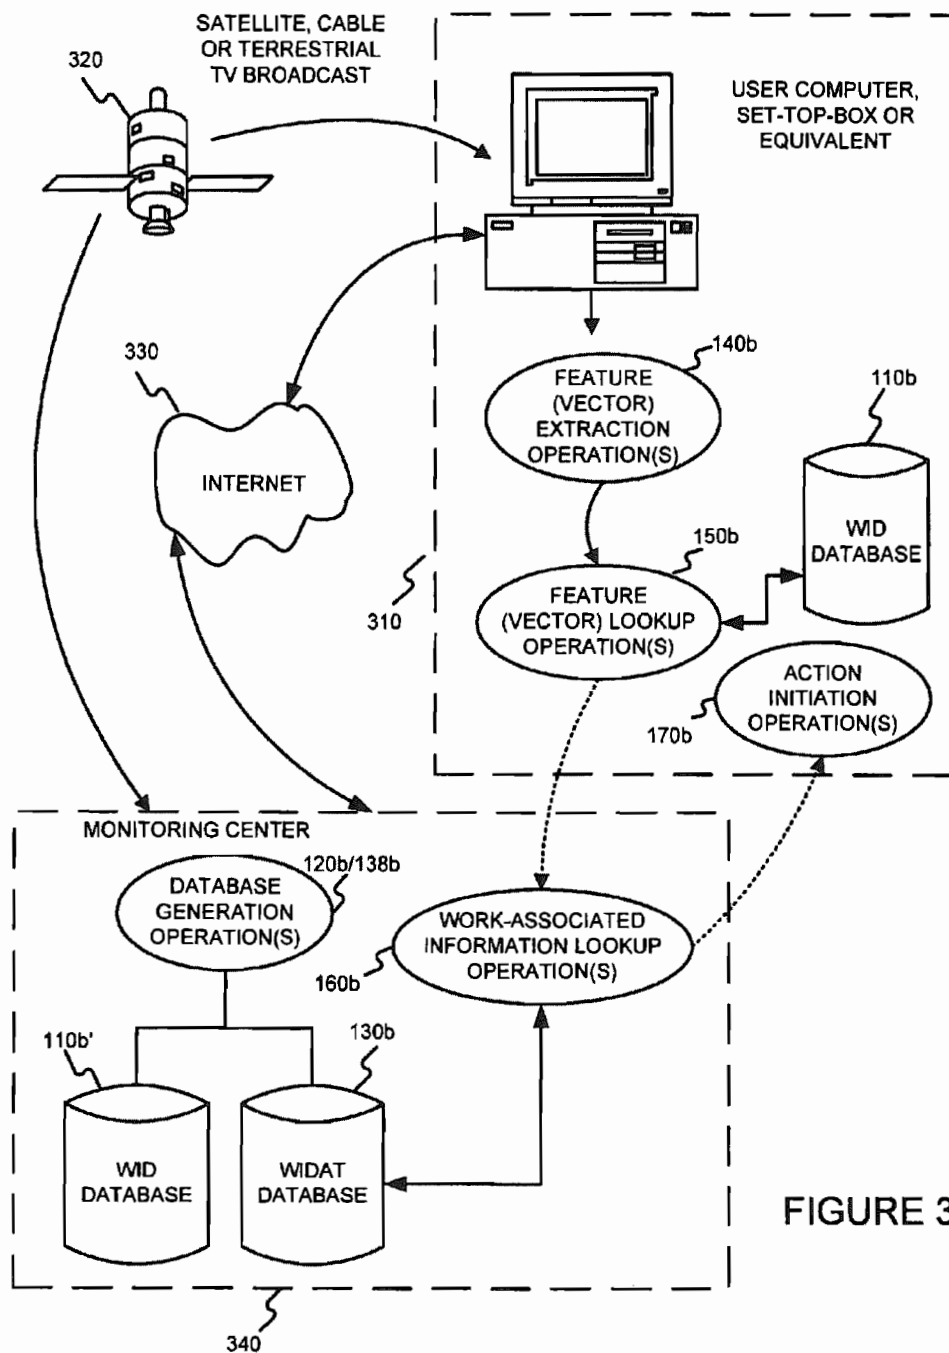 SATELLITE, CABLE
OR TERRESTRIAL
TV BROADCAST
320
USER COMPUTER,
SET-TOP-BOX OR
EQUIVALENT
330
INTERNET
140b
FEATURE
(VECTOR)
EXTRACTION
OPERATION(S)
110b
WID
DATABASE
150b
FEATURE
(VECTOR) LOOKUP
OPERATION(S)
310
ACTION
INITIATION
OPERATION(S)
170b
MONITORING CENTER
120b/138b
DATABASE
GENERATION
OPERATION(S)
WORK-ASSOCIATED
INFORMATION LOOKUP
OPERATION(S)
160b
110b'
130b
WID
DATABASE
WIDAT
DATABASE
FIGURE 3
340